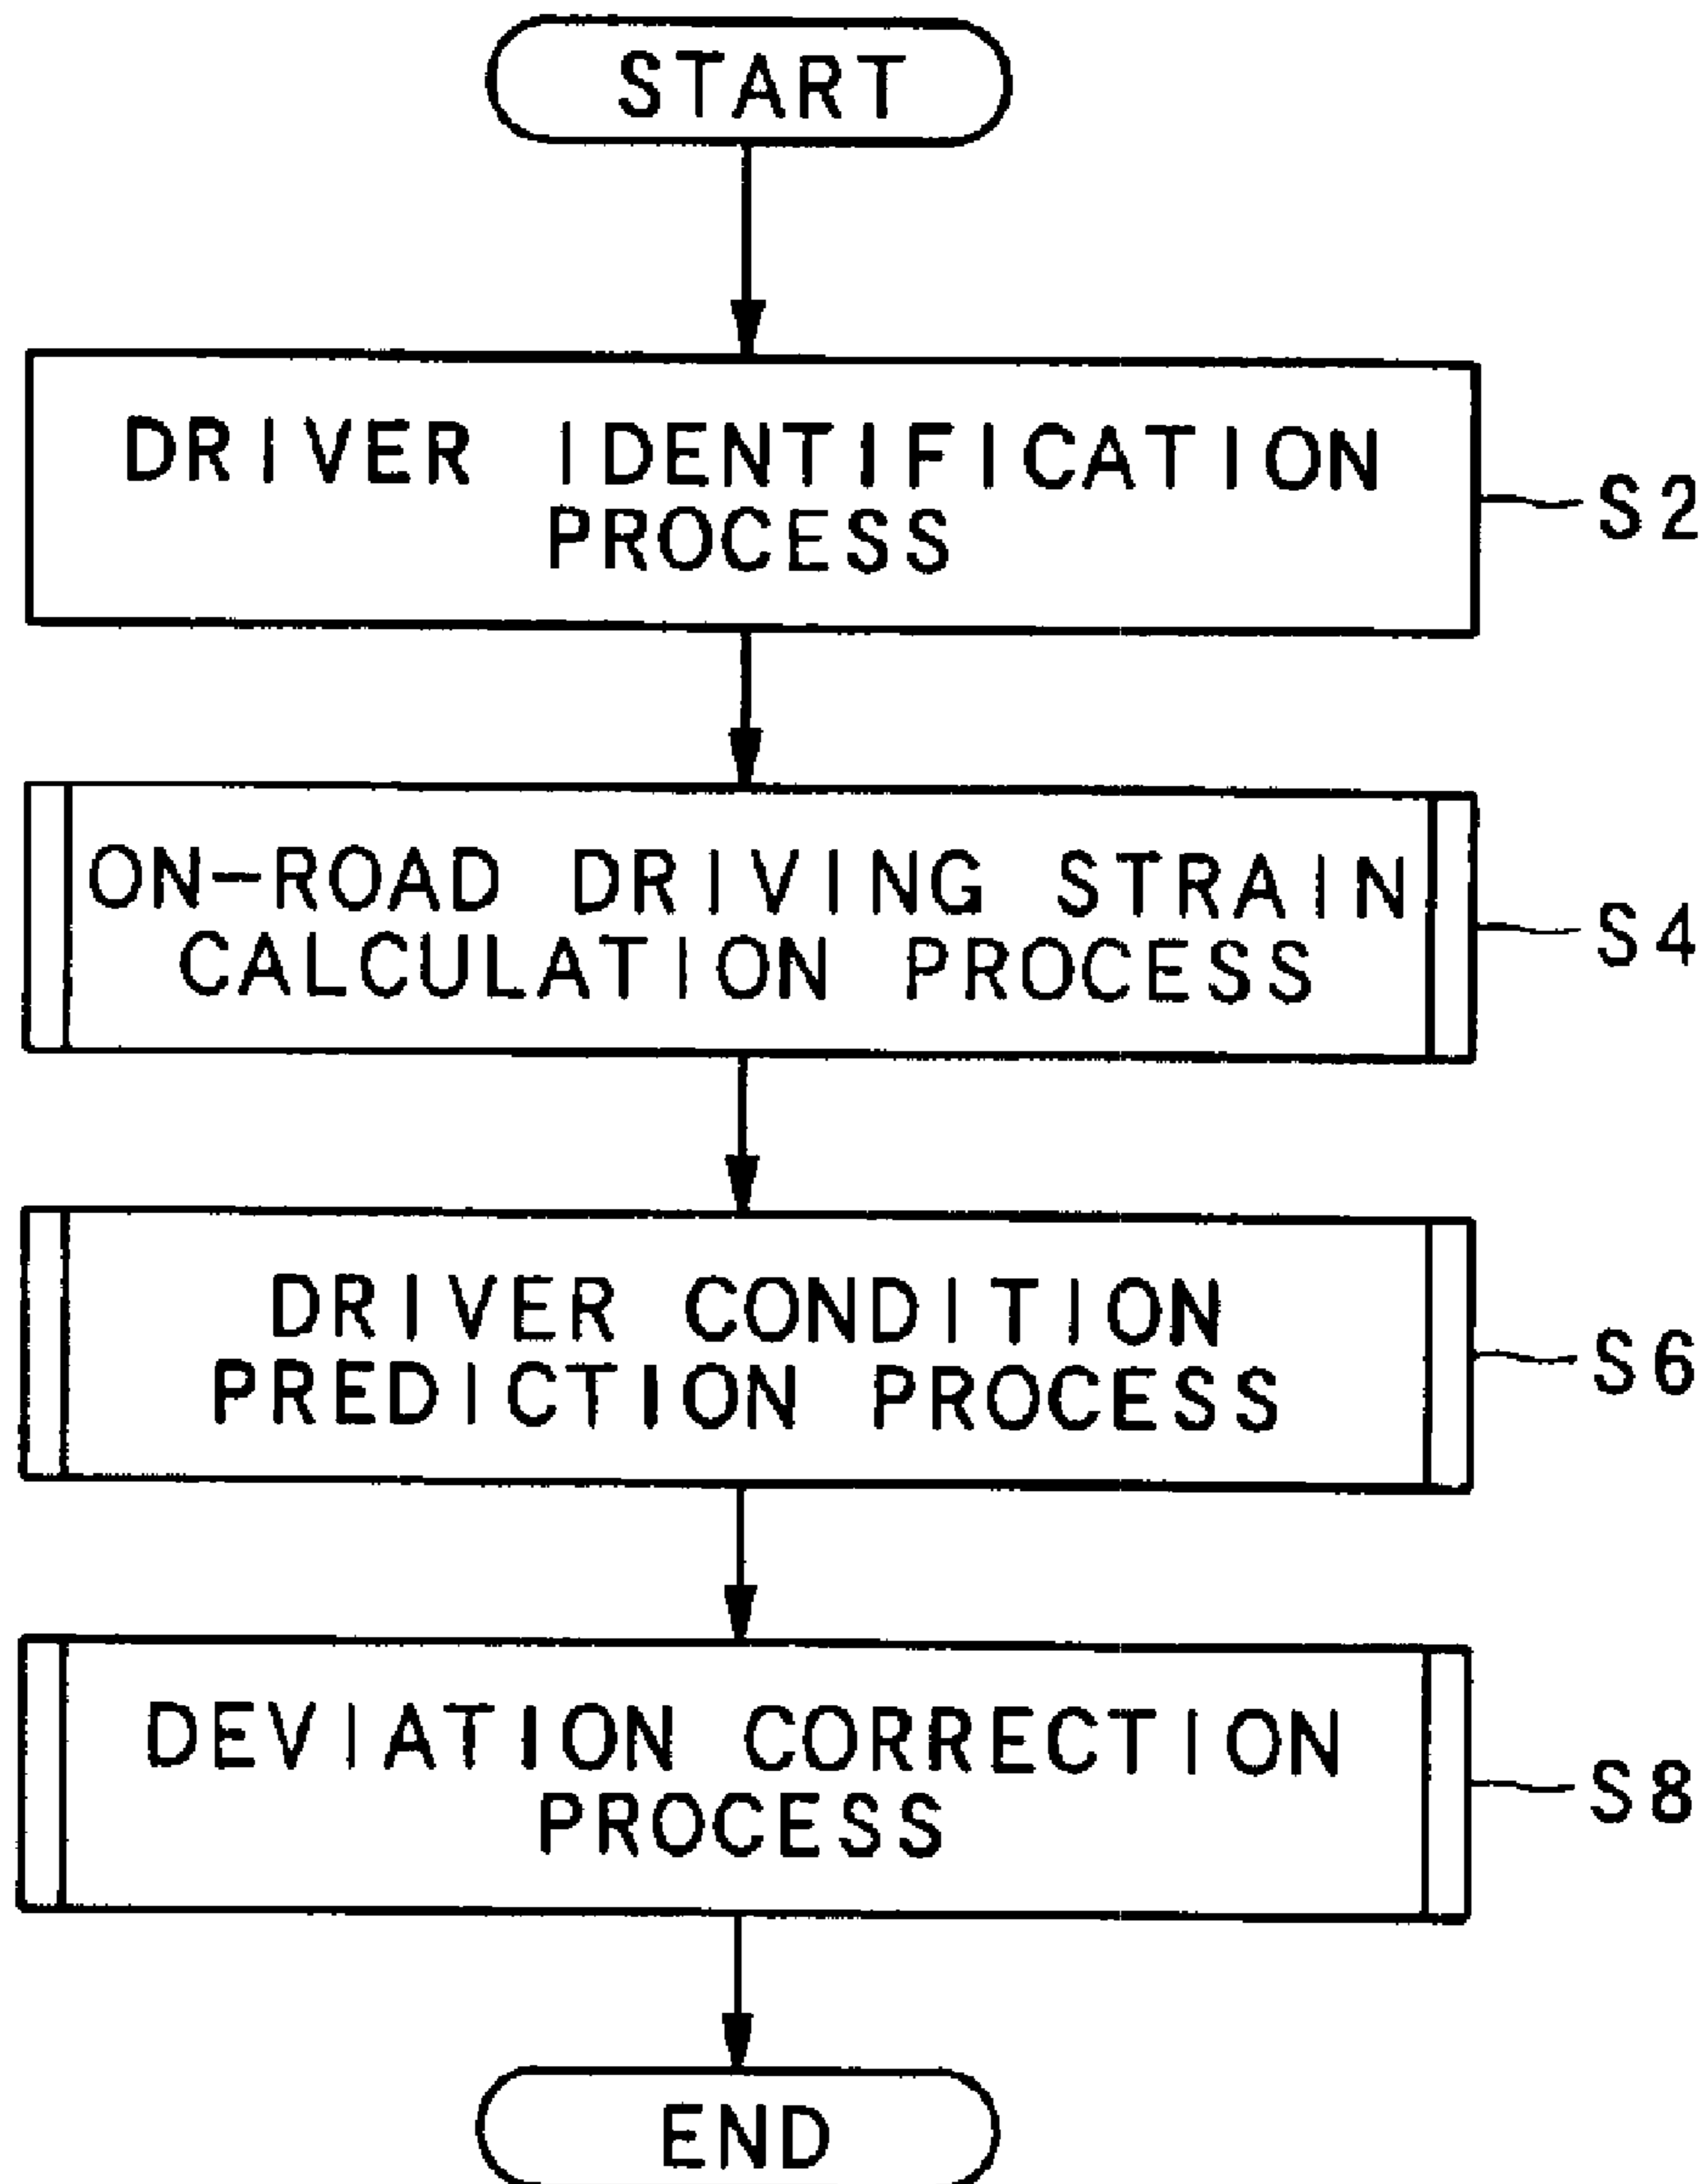 START
DRIVER IDENTIFICATION
PROCESS
S2
ON-ROAD DRIVING STRAIN
CALCULATION PROCESS
S4
DRIVER CONDITION
PREDICTION PROCESS
S6
DEVIATION CORRECTION
PROCESS
S8
END